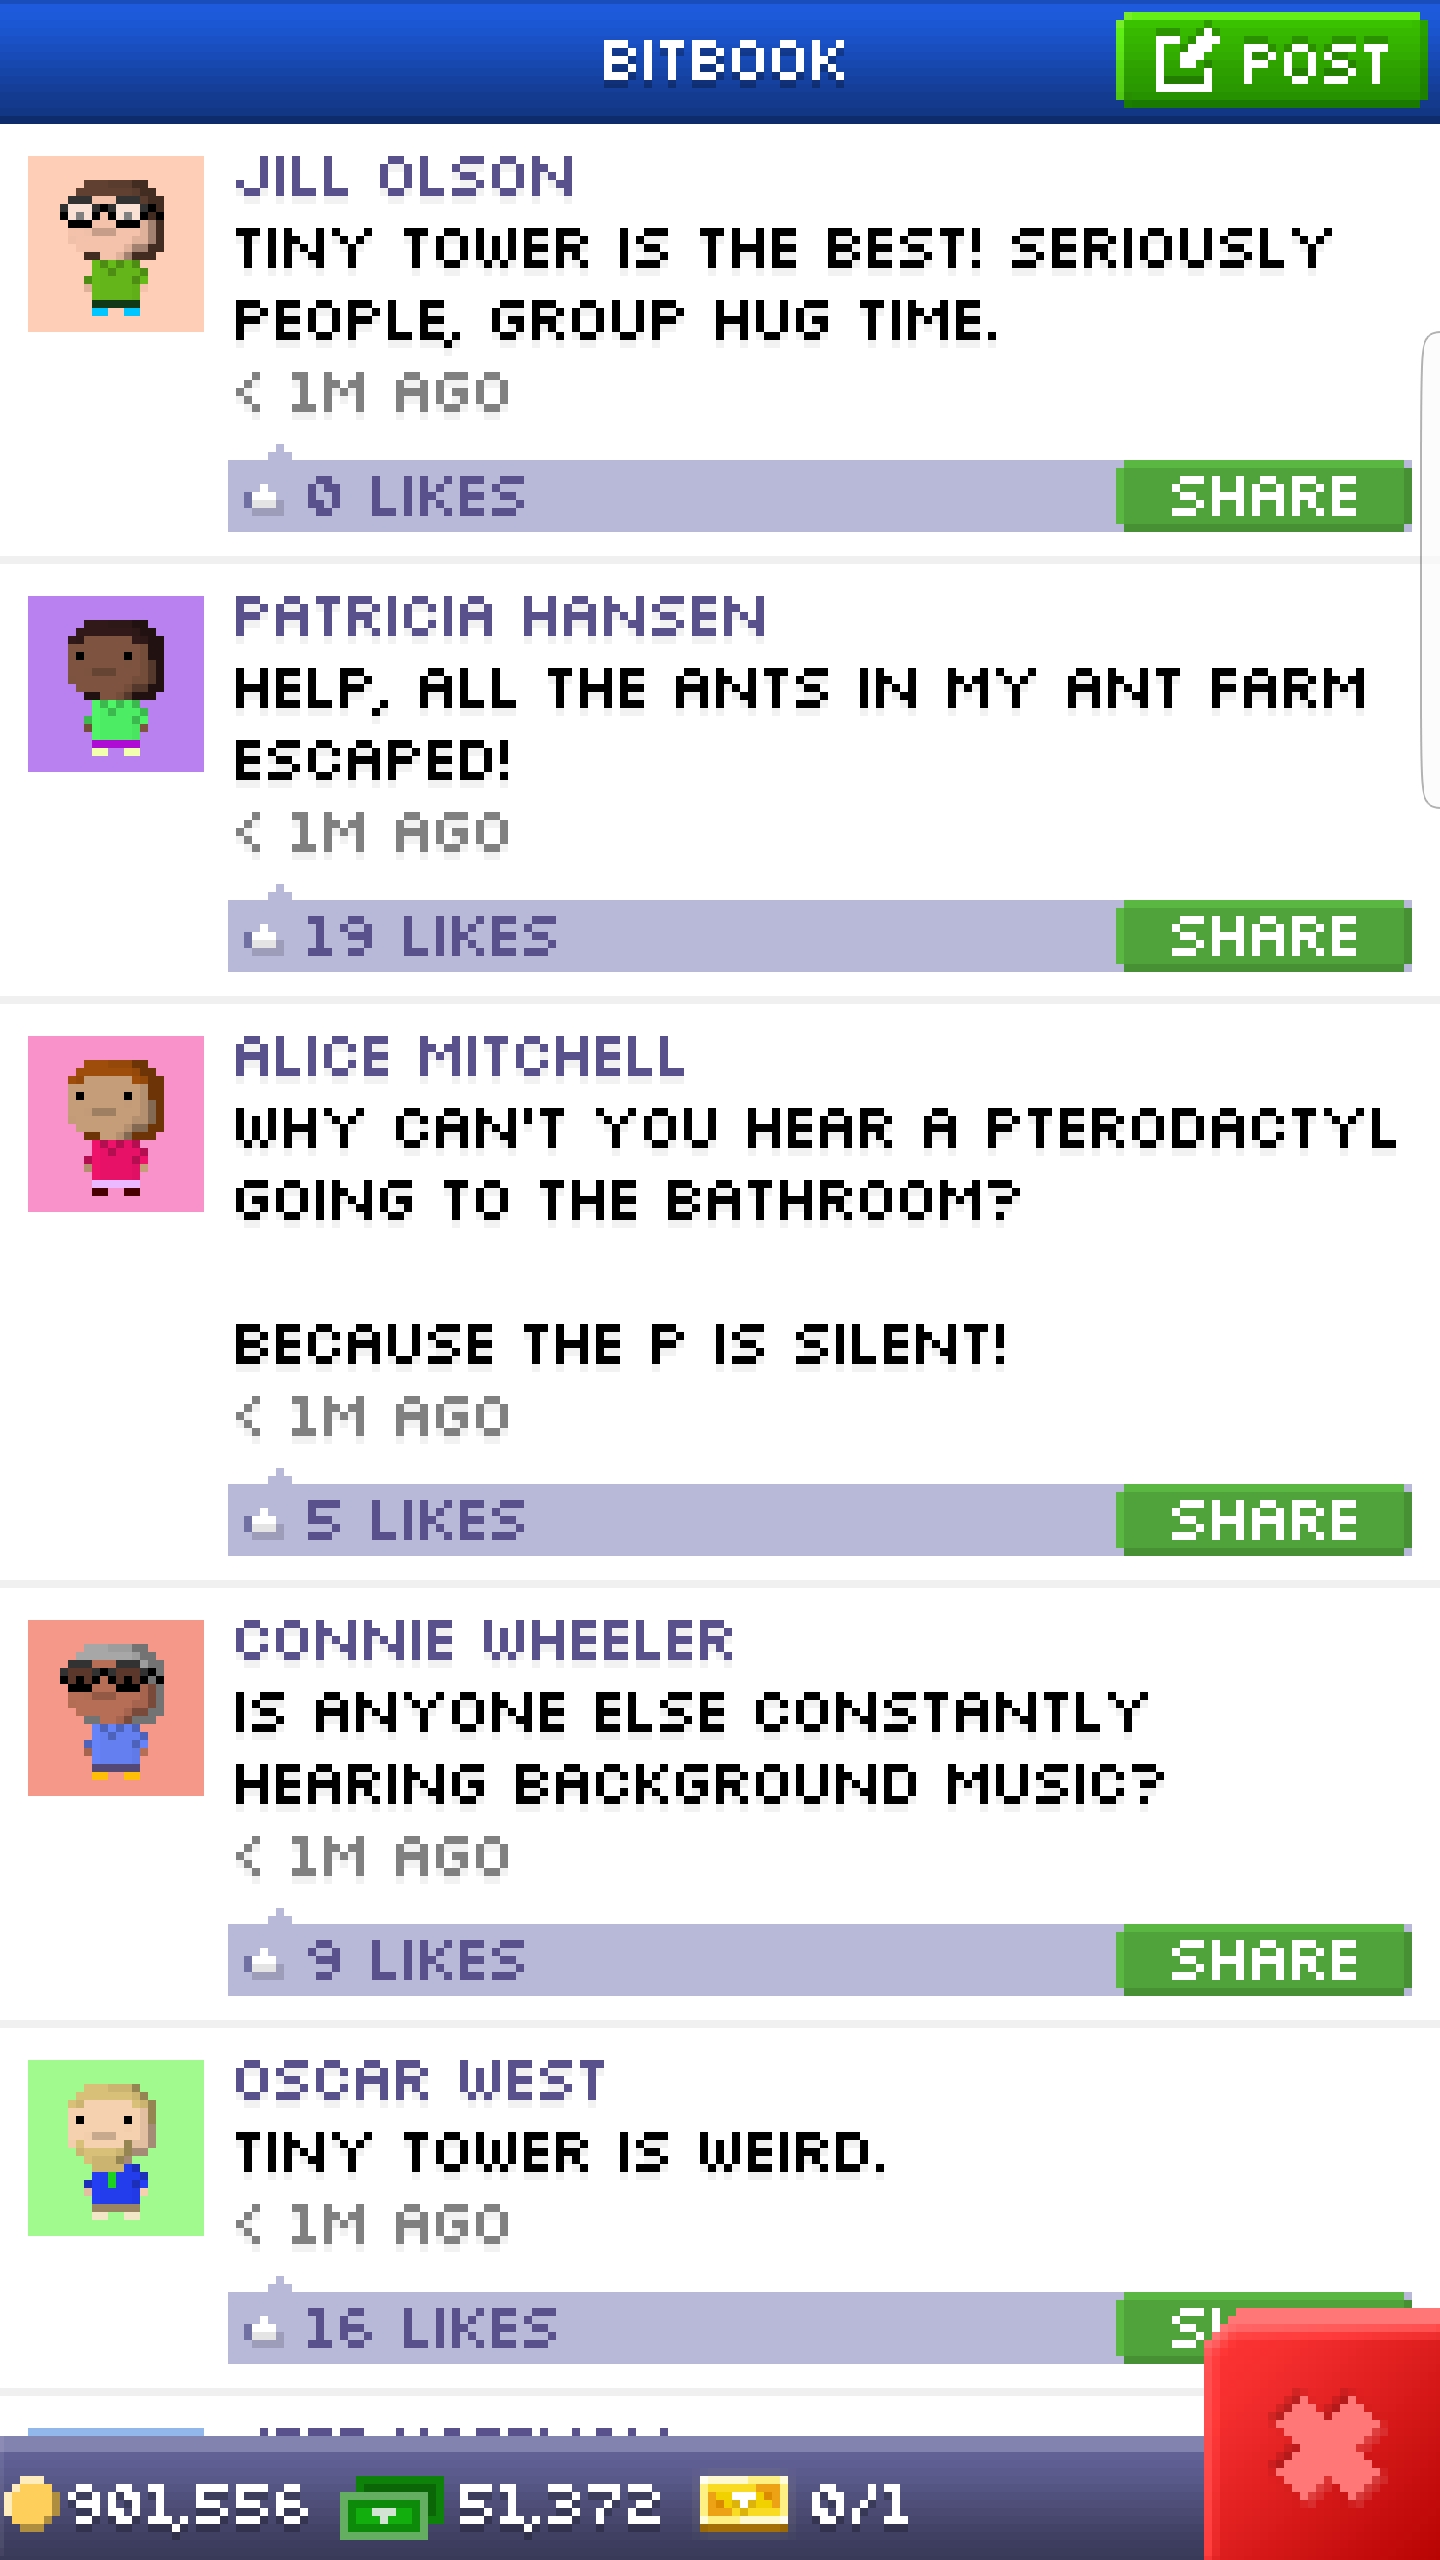 BITBOOK
POST
JILL OLSON
TINY TOWER IS THE BEST! SERIOUSLY
PEOPLE, GROUP HUG TIME.
< 1M AGO
0 LIKES
SHARE
PATRICIA HANSEN
HELP, ALL THE ANTS IN MY ANT FARM
ESCAPED!
< 1M AGO
19 LIKES
SHARE
ALICE MITCHELL
WHY CAN'T YOU HEAR A PTERODACTYL
GOING TO THE BATHROOM?
BECAUSE THE P IS SILENT!
< 1M AGO
5 LIKES
SHARE
CONNIE WHEELER
IS ANYONE ELSE CONSTANTLY
HEARING BACKGROUND MUSIC?
< 1M AGO
9 LIKES
SHARE
OSCAR WEST
TINY TOWER IS WEIRD.
< 1M AGO
16 LIKES
901,556
51,372
0/1